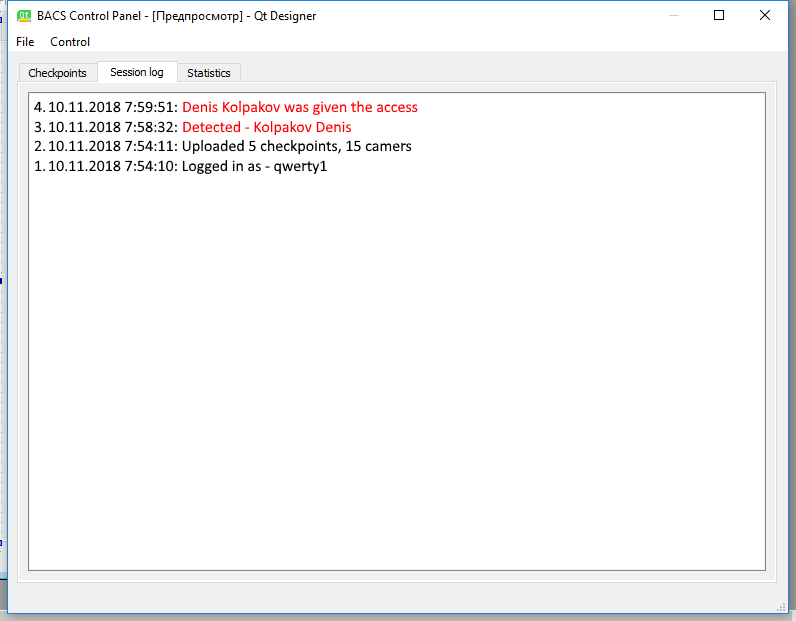 BACS Control Panel - [Предпросмотр] - Qt Designer
File Control
Checkpoints Session log Statistics
4. 10.11.2018 7:59:51: Denis Kolpakov was given the access
3. 10.11.2018 7:58:32: Detected - Kolpakov Denis
2. 10.11.2018 7:54:11: Uploaded 5 checkpoints, 15 camers
1. 10.11.2018 7:54:10: Logged in as - qwerty1